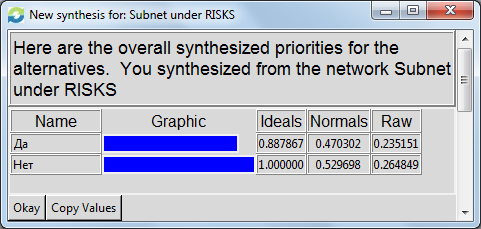 New synthesis for: Subnet under RISKS
Here are the overall synthesized priorities for the
alternatives. You synthesized from the network Subnet
under RISKS
Name Graphic Ideals Normals Raw
Да 0.887867 0.470302 0.235151
Нет 1.000000 0.529698 0.264849
Okay Copy Values